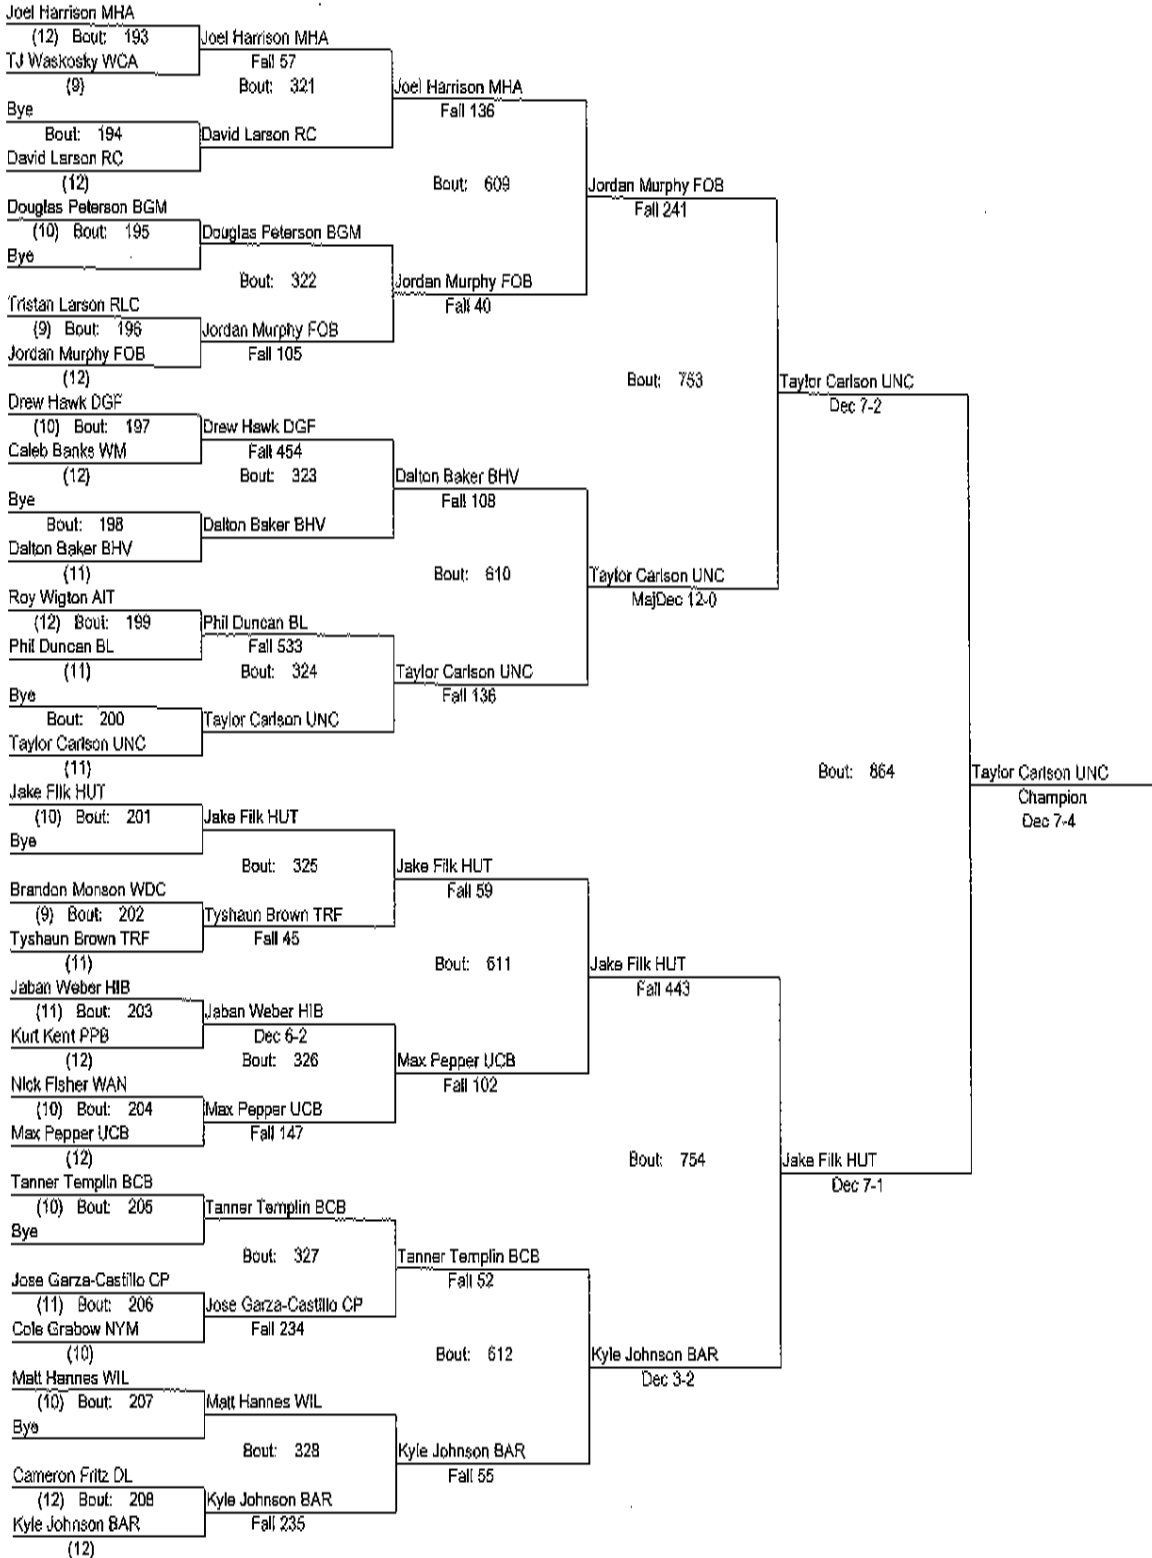 Joel Harrison MHA
(12) Bout: 193
TJ Waskosky WCA
(9)
Bye
Bout: 194
David Larson RC
(12)
Douglas Peterson BGM
(10) Bout: 195
Bye
Tristan Larson RLC
(9) Bout: 196
Jordan Murphy FOB
(12)
Drew Hawk DGF
(10) Bout: 197
Caleb Banks WM
(12)
Bye
Bout: 198
Dalton Baker BHV
(11)
Roy Wigton AIT
(12) Bout: 199
Phil Duncan BL
(11)
Bye
Bout: 200
Taylor Carlson UNC
(11)
Jake Filk HUT
(10) Bout: 201
Bye
Brandon Monson WDC
(9) Bout: 202
Tyshaun Brown TRF
(11)
Jaban Weber HIB
(11) Bout: 203
Kurt Kent PPB
(12)
Nick Fisher WAN
(10) Bout: 204
Max Pepper UCB
(12)
Tanner Templin BCB
(10) Bout: 205
Bye
Jose Garza-Castillo CP
(11) Bout: 206
Cole Grabow NYM
(10)
Matt Hannes WIL
(10) Bout: 207
Bye
Cameron Fritz DL
(12) Bout: 208
Kyle Johnson BAR
(12)
Joel Harrison MHA
Fall 57
Bout: 321
David Larson RC
Douglas Peterson BGM
Bout: 322
Jordan Murphy FOB
Fall 105
Drew Hawk DGF
Fall 454
Bout: 323
Dalton Baker BHV
Phil Duncan BL
Fall 533
Bout: 324
Taylor Carlson UNC
Jake Filk HUT
Bout: 325
Tyshaun Brown TRF
Fall 45
Jaban Weber HIB
Dec 6-2
Bout: 326
Max Pepper UCB
Fall 147
Tanner Templin BCB
Bout: 327
Jose Garza-Castillo CP
Fall 234
Matt Hannes WIL
Bout: 328
Kyle Johnson BAR
Fall 235
Joel Harrison MHA
Fall 136
Bout: 609
Jordan Murphy FOB
Fall 40
Dalton Baker BHV
Fall 108
Bout: 610
Taylor Carlson UNC
Fall 136
Jake Filk HUT
Fall 59
Bout: 611
Max Pepper UCB
Fall 102
Tanner Templin BCB
Fall 52
Bout: 612
Kyle Johnson BAR
Fall 55
Jordan Murphy FOB
Fall 241
Bout: 753
Taylor Carlson UNC
MajDec 12-0
Jake Filk HUT
Fall 443
Bout: 754
Kyle Johnson BAR
Dec 3-2
Taylor Carlson UNC
Dec 7-2
Bout: 864
Jake Filk HUT
Dec 7-1
Taylor Carlson UNC
Champion
Dec 7-4